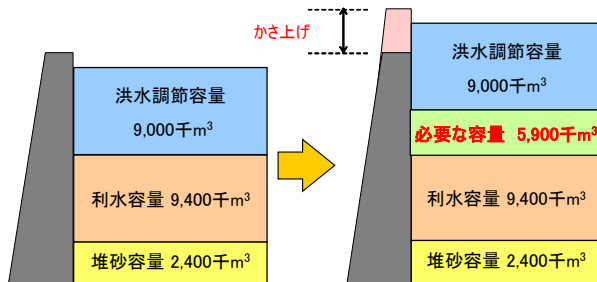 かさ上げ
洪水調節容量
9,000千m³
利水容量 9,400千m³
堆砂容量 2,400千m³
洪水調節容量
9,000千m³
必要な容量 5,900千m³
利水容量 9,400千m³
堆砂容量 2,400千m³